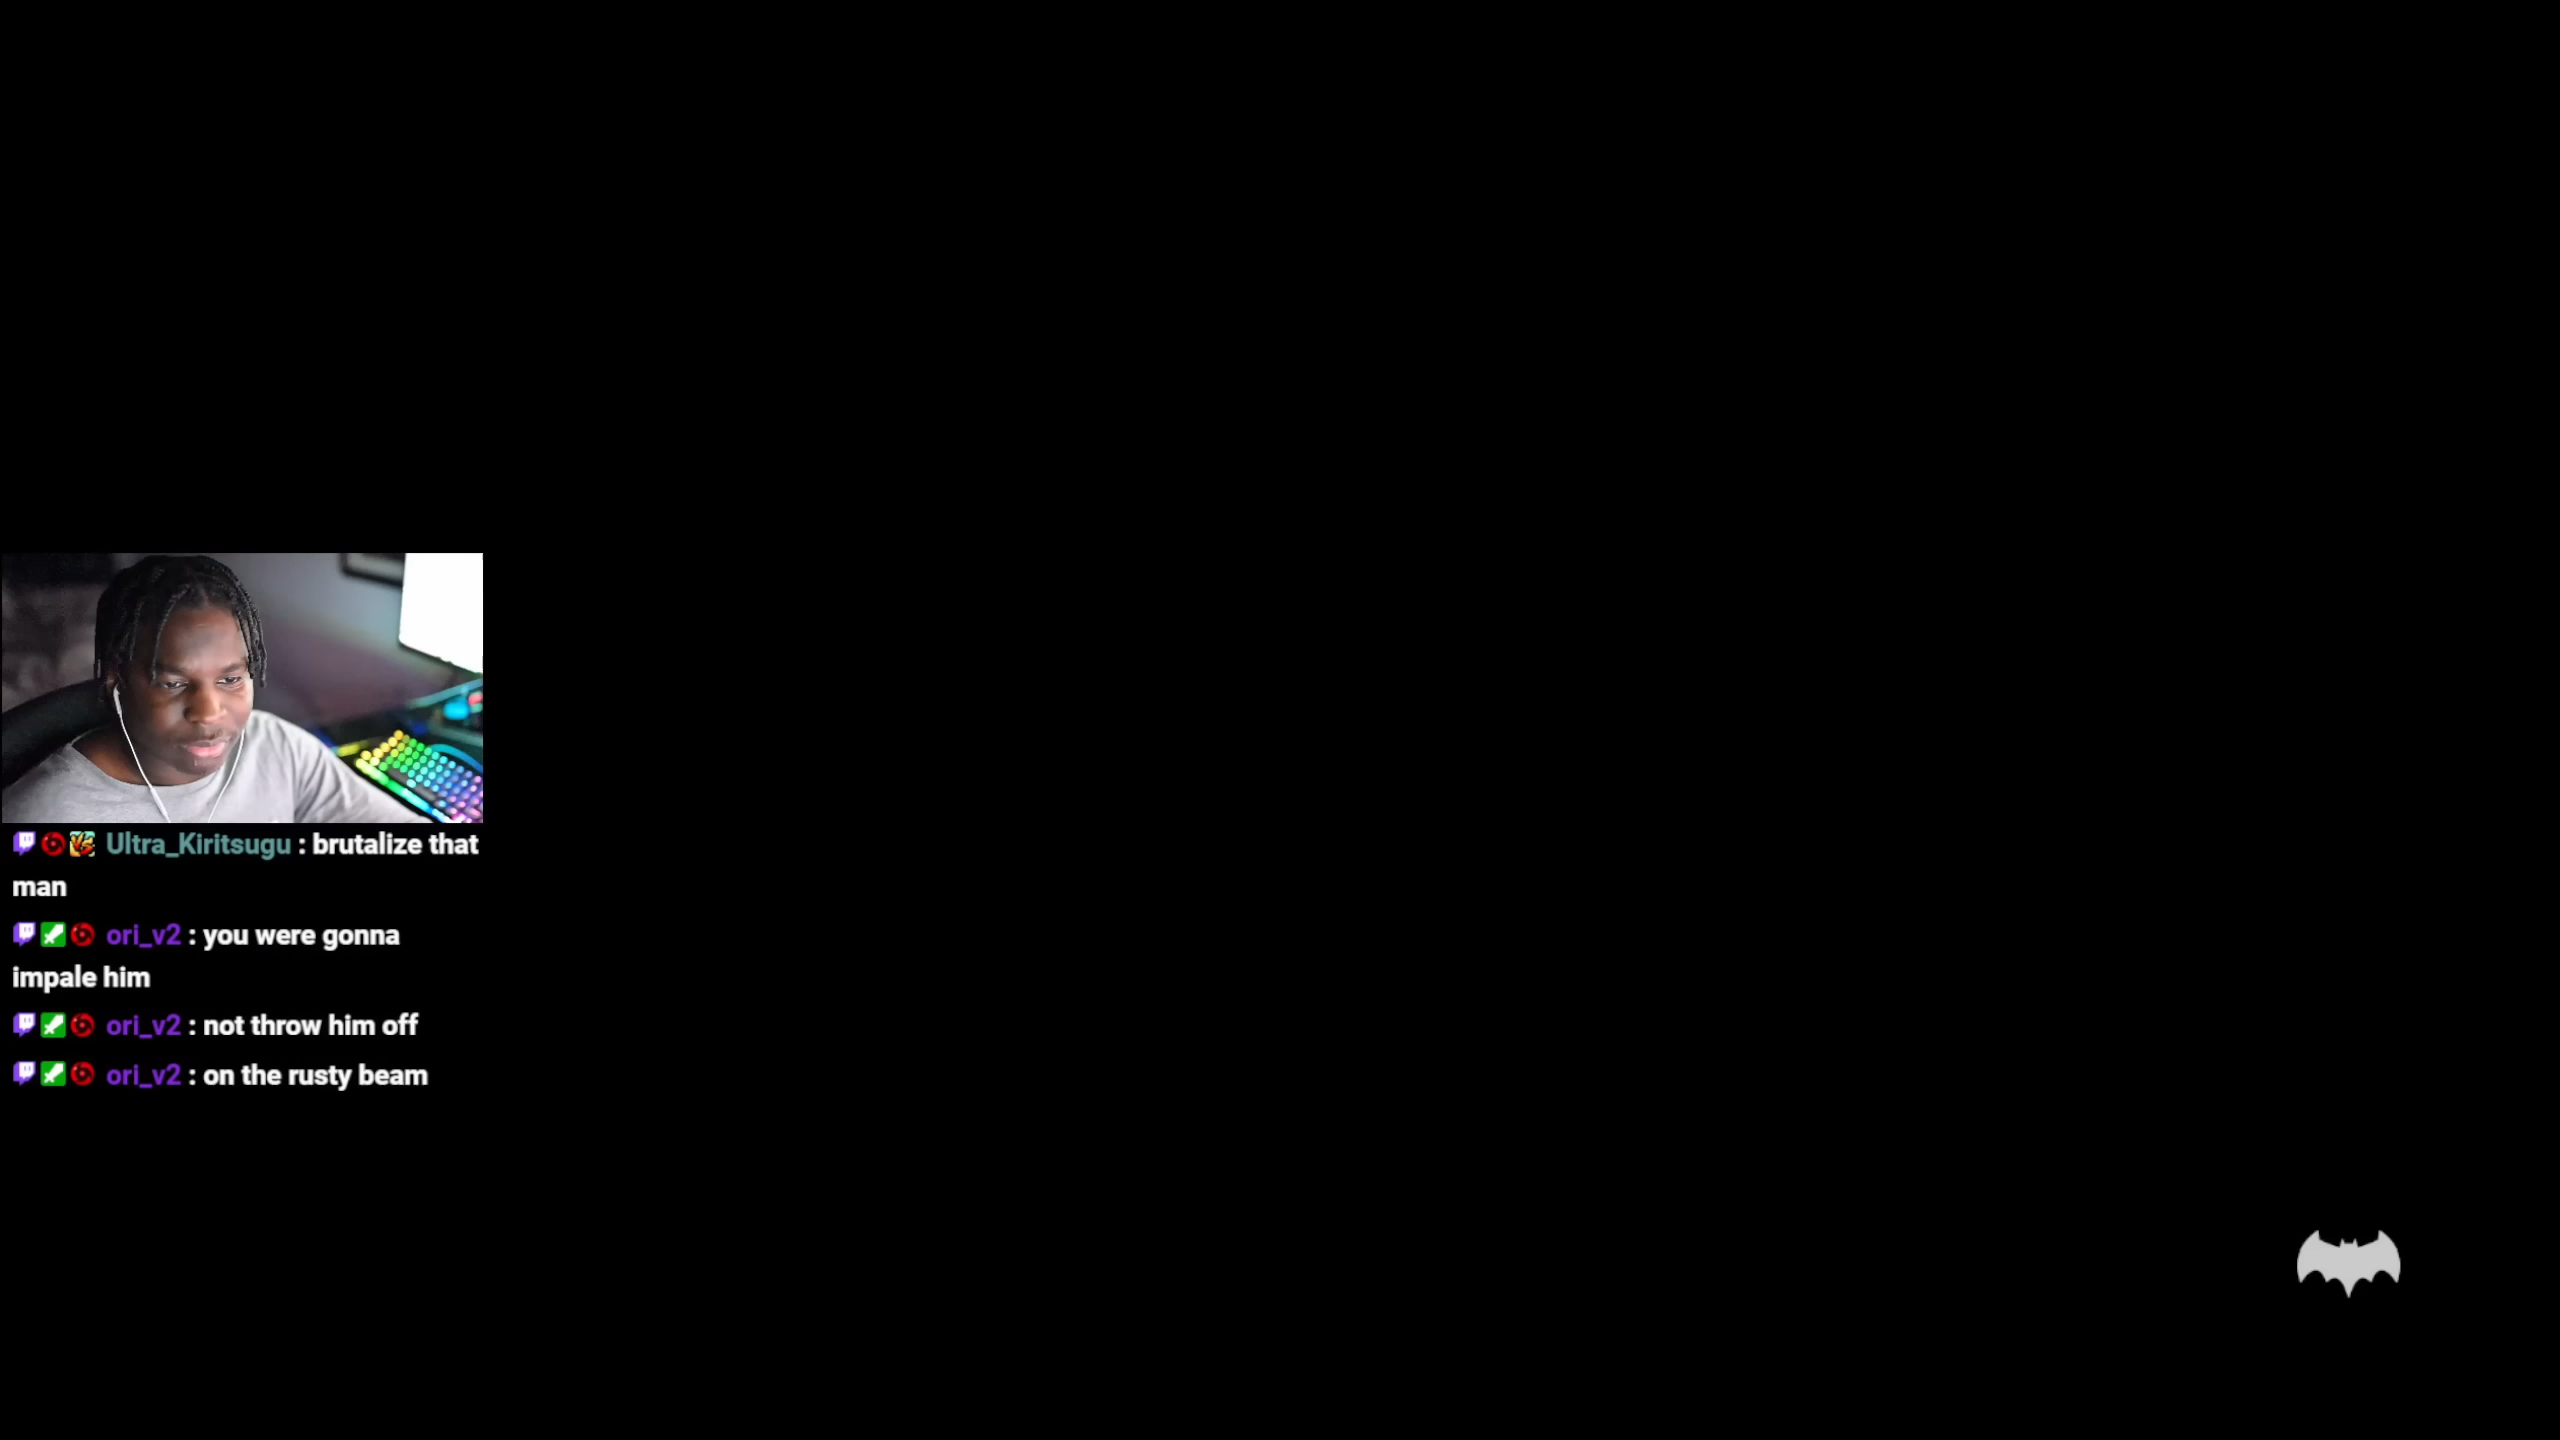 Ultra_Kiritsugu : brutalize that
man
ori_v2 : you were gonna
impale him
ori_v2 : not throw him off
ori_v2 : on the rusty beam